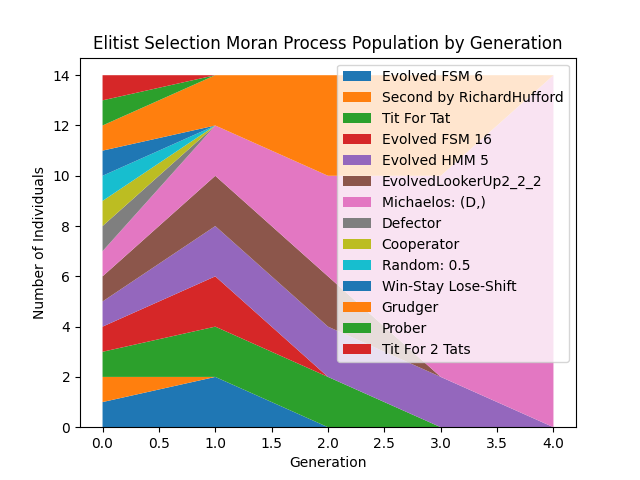 Elitist Selection Moran Process Population by Generation
14
12
10
8
6
4
2
0
Number of Individuals
Evolved FSM 6
Second by RichardHufford
Tit For Tat
Evolved FSM 16
Evolved HMM 5
EvolvedLookerUp2_2_2
Michaelos: (D,)
Defector
Cooperator
Random: 0.5
Win-Stay Lose-Shift
Grudger
Prober
Tit For 2 Tats
0.0 0.5 1.0 1.5 2.0 2.5 3.0 3.5 4.0
Generation